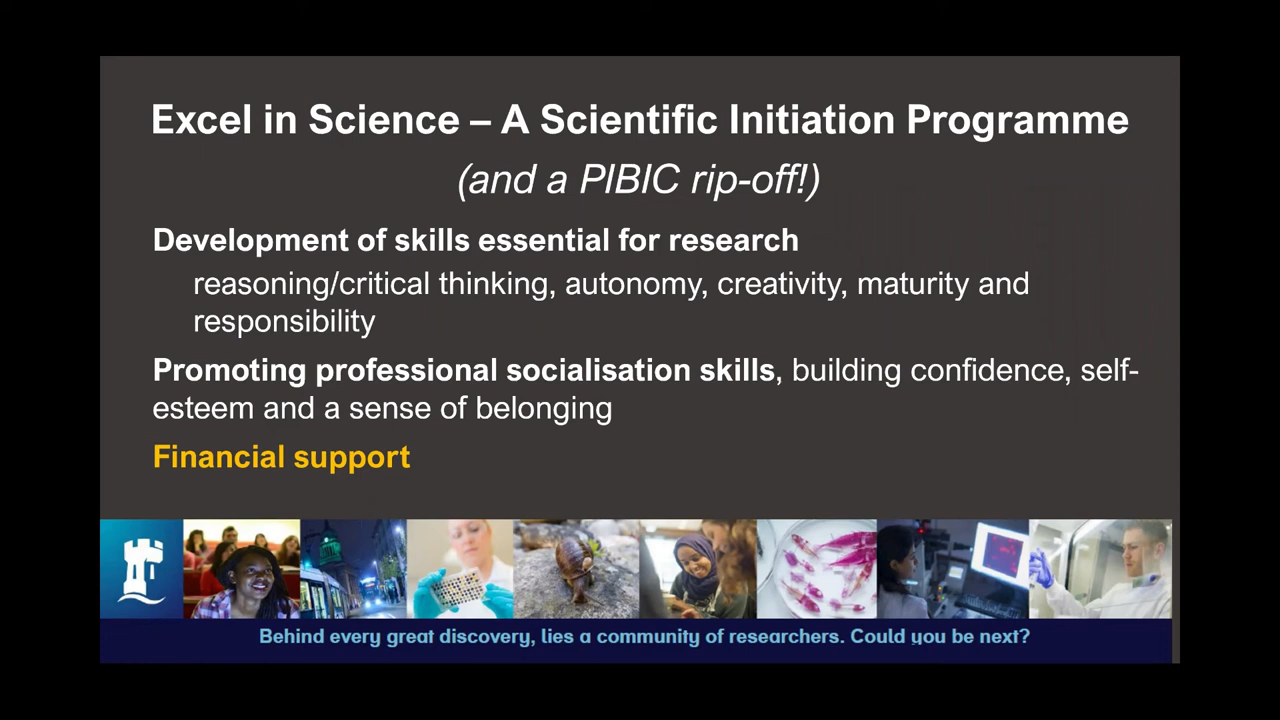 Excel in Science – A Scientific Initiation Programme
(and a PIBIC rip-off!)
Development of skills essential for research
reasoning/critical thinking, autonomy, creativity, maturity and
responsibility
Promoting professional socialisation skills, building confidence, self-
esteem and a sense of belonging
Financial support
Behind every great discovery, lies a community of researchers. Could you be next?